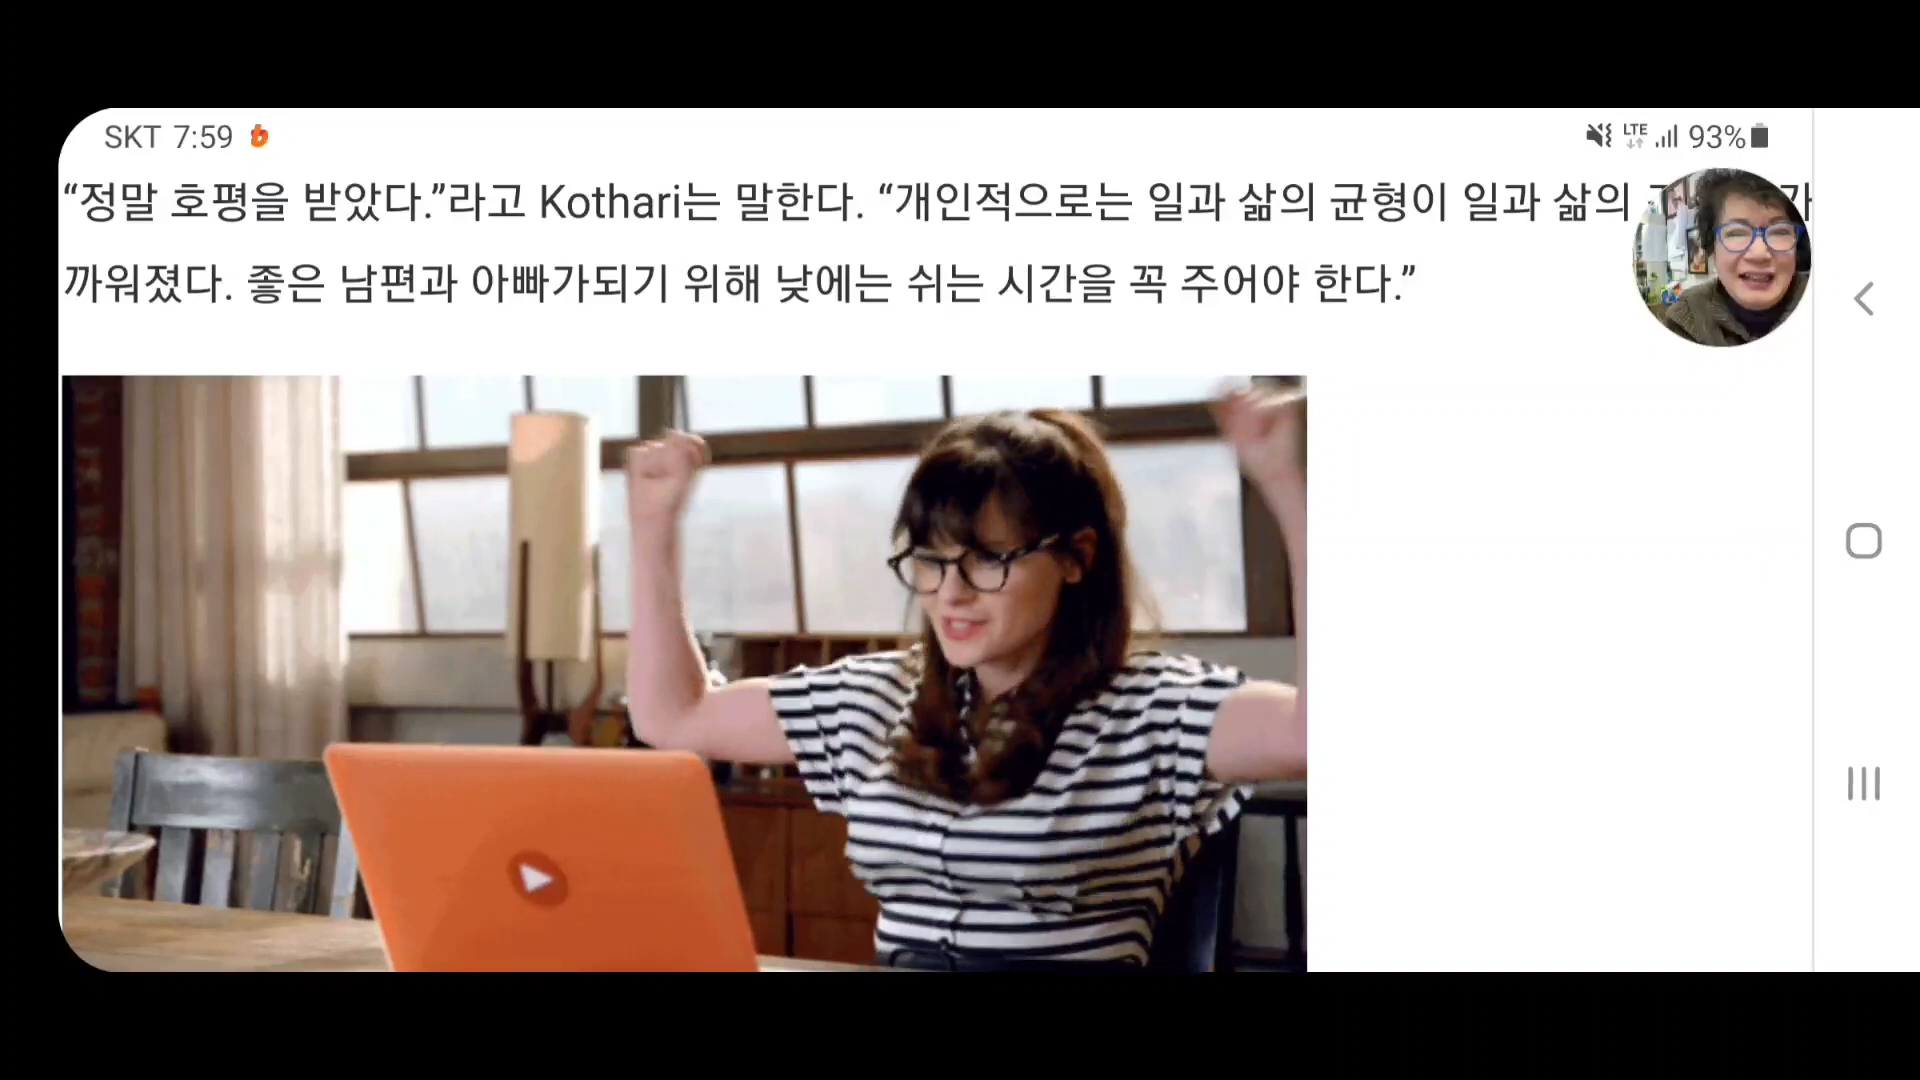 SKT 7:59
LTE 93%
“정말 호평을 받았다.”라고 Kothari는 말한다. “개인적으로는 일과 삶의 균형이 일과 삶의
까워졌다. 좋은 남편과 아빠가되기 위해 낮에는 쉬는 시간을 꼭 주어야 한다.”